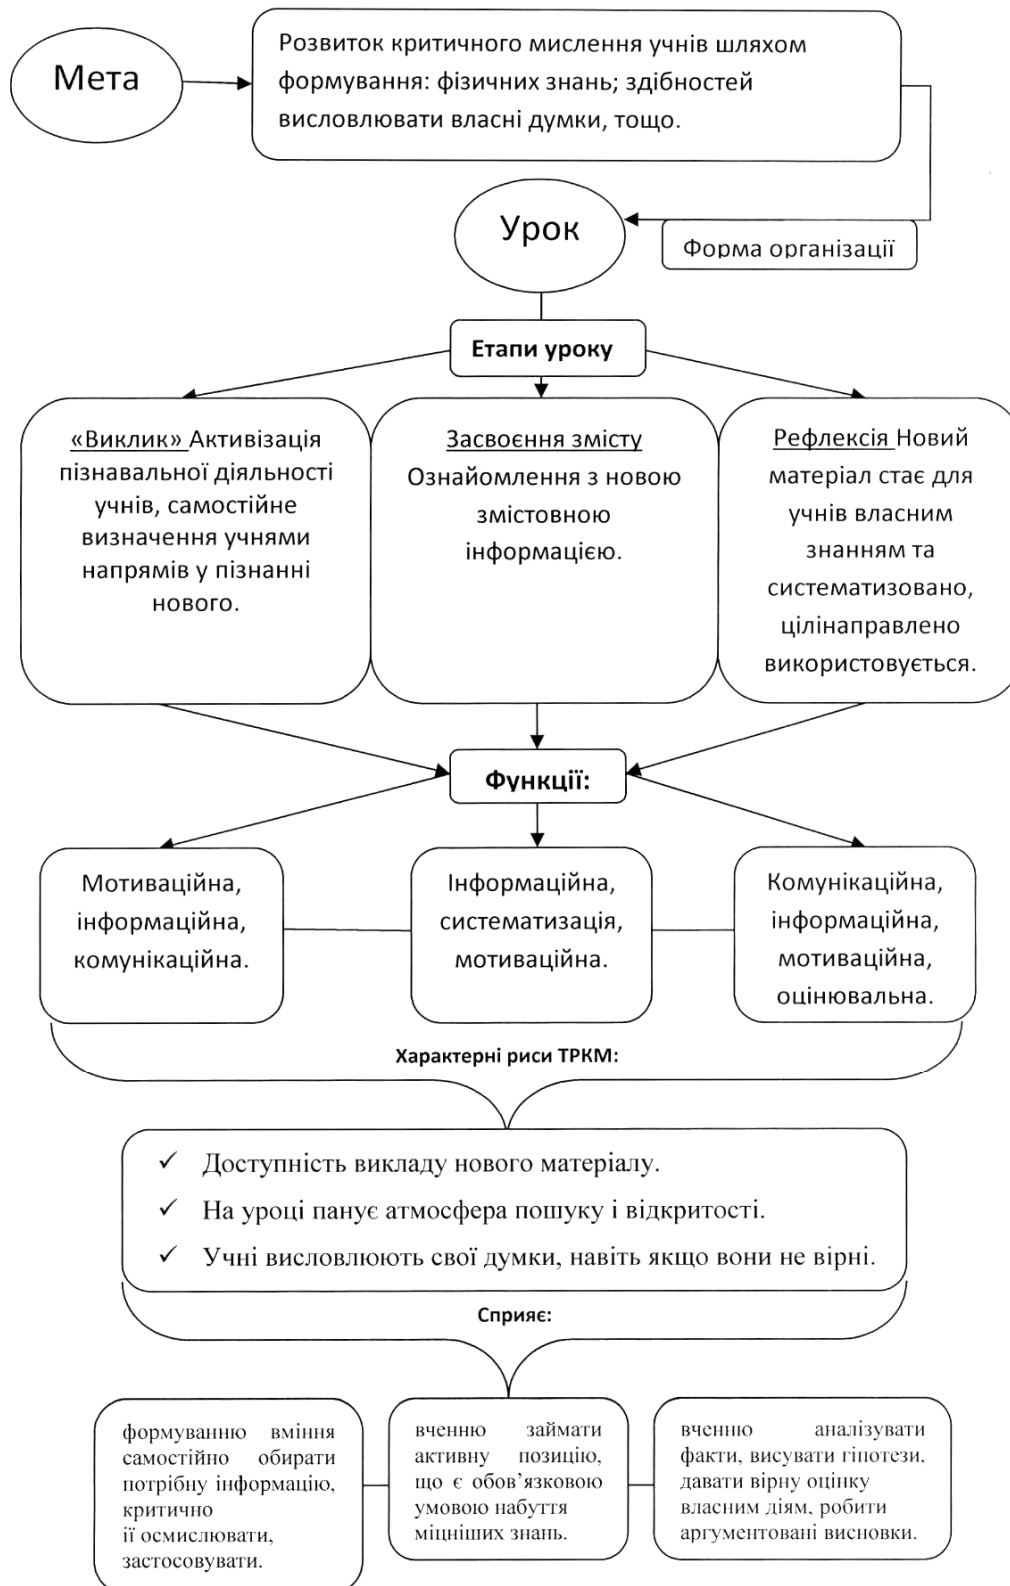 Мета
Розвиток критичного мислення учнів шляхом
формування: фізичних знань; здібностей
висловлювати власні думки, тощо.
Урок
Форма організації
Етапи уроку
«Виклик» Активізація
пізнавальної діяльності
учнів, самостійне
визначення учнями
напрямів у пізнанні
нового.
Засвоєння змісту
Ознайомлення з новою
змістовною
інформацією.
Рефлексія Новий
матеріал стає для
учнів власним
знанням та
систематизовано,
цілінаправлено
використовується.
Функції:
Мотиваційна,
інформаційна,
комунікаційна.
Інформаційна,
систематизація,
мотиваційна.
Комунікаційна,
інформаційна,
мотиваційна,
оцінювальна.
Характерні риси ТРКМ:
✓ Доступність викладу нового матеріалу.
✓ На уроці панує атмосфера пошуку і відкритості.
✓ Учні висловлюють свої думки, навіть якщо вони не вірні.
Сприяє:
формуванню вміння
самостійно обирати
потрібну інформацію,
критично
її осмислювати,
застосовувати.
вченню займати
активну позицію,
що є обов’язковою
умовою набуття
міцніших знань.
вченню аналізувати
факти, висувати гіпотези,
давати вірну оцінку
власним діям, робити
аргументовані висновки.